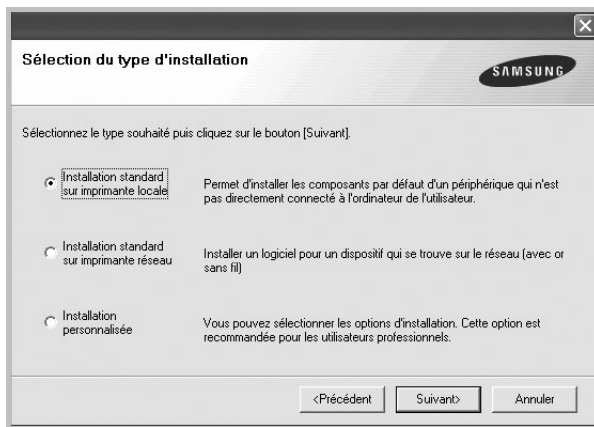 Sélection du type d'installation
SAMSUNG
Sélectionnez le type souhaité puis cliquez sur le bouton [Suivant].
Installation standard
sur imprimante locale
Permet d'installer les composants par défaut d'un périphérique qui n'est
pas directement connecté à l'ordinateur de l'utilisateur.
Installation standard
sur imprimante réseau
Installer un logiciel pour un dispositif qui se trouve sur le réseau (avec or
sans fil)
Installation
personnalisée
Vous pouvez sélectionner les options d'installation. Cette option est
recommandée pour les utilisateurs professionnels.
<Précédent
Suivant>
Annuler